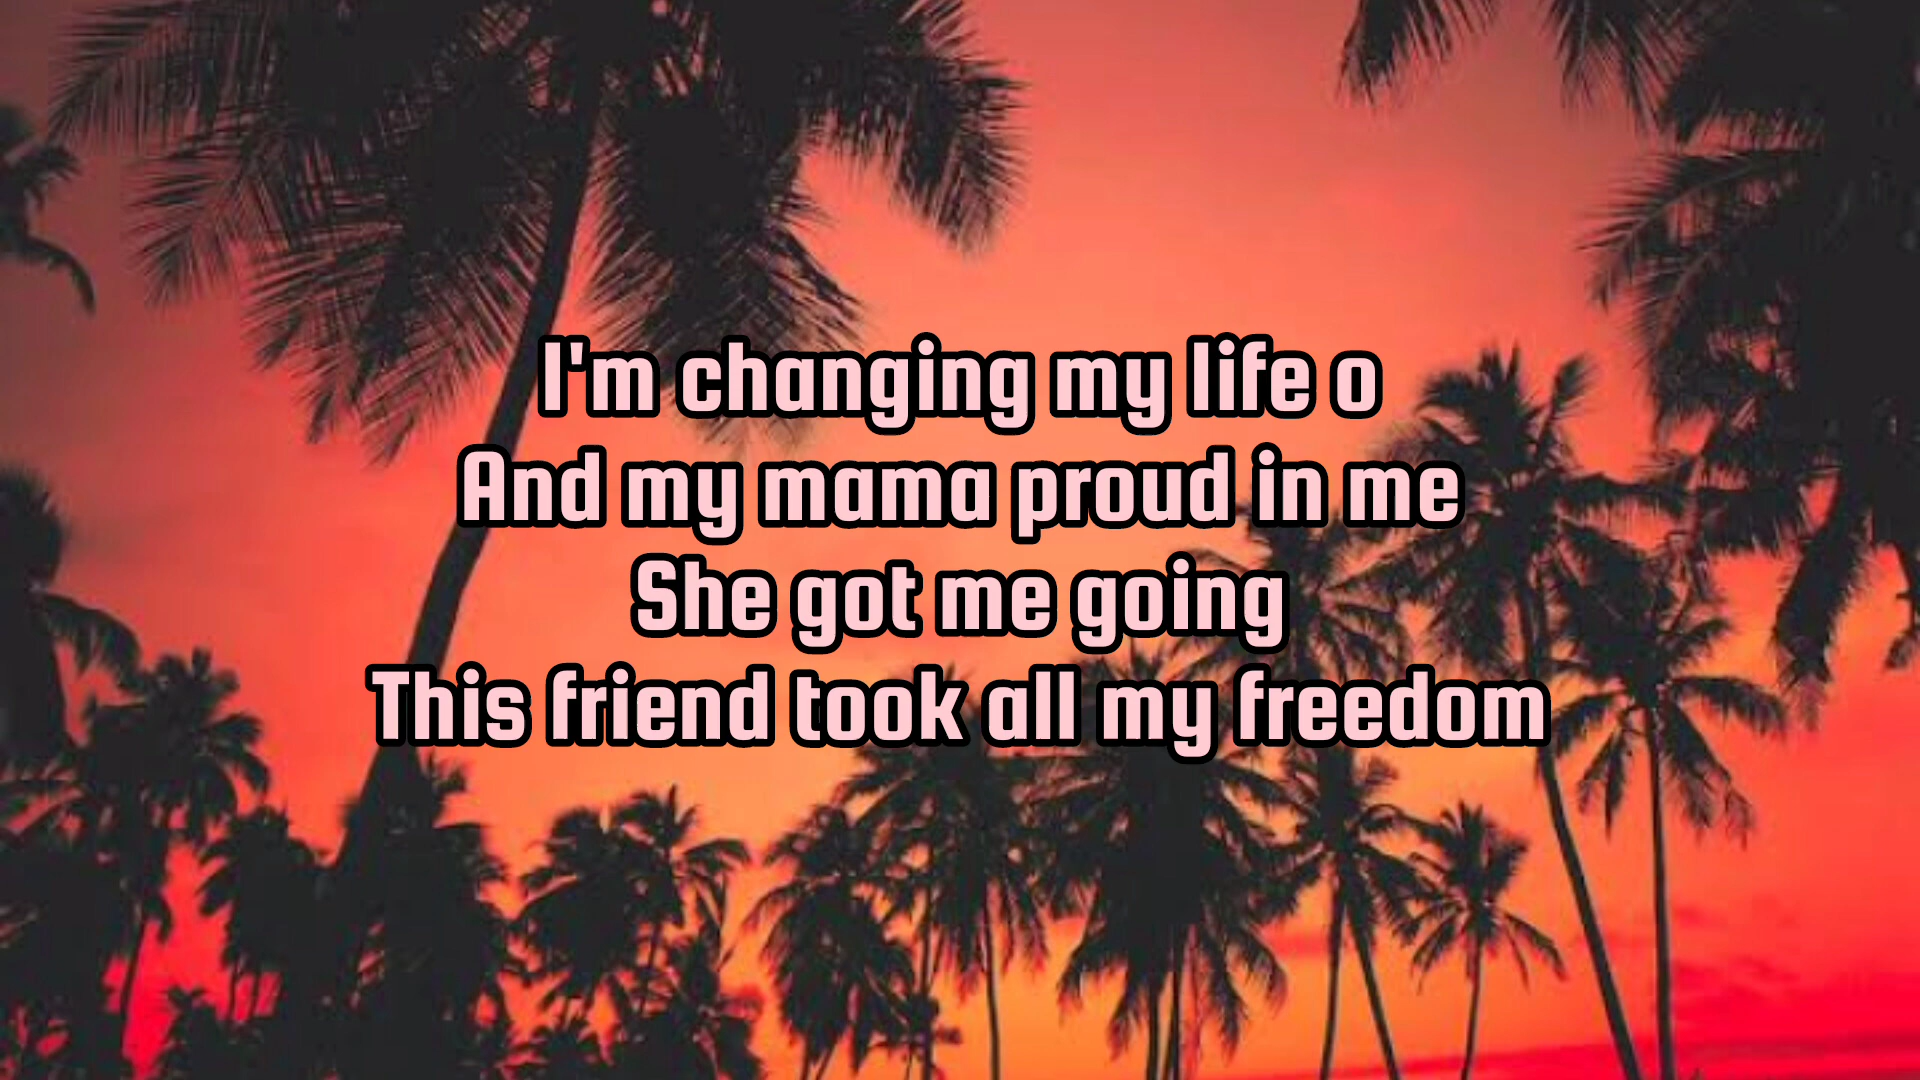 I'm changing my life o
And my mama proud in me
She got me going
This friend took all my freedom